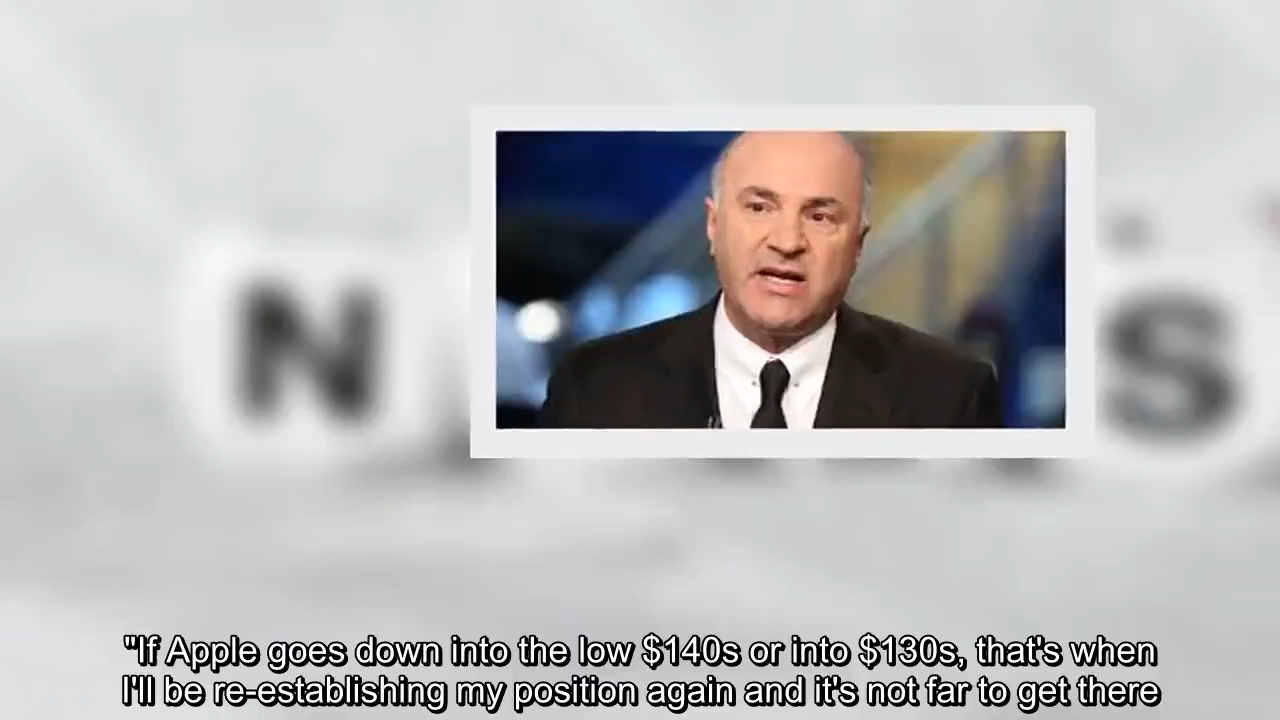 N S
"If Apple goes down into the low $140s or into $130s, that's when
I'll be re-establishing my position again and it's not far to get there